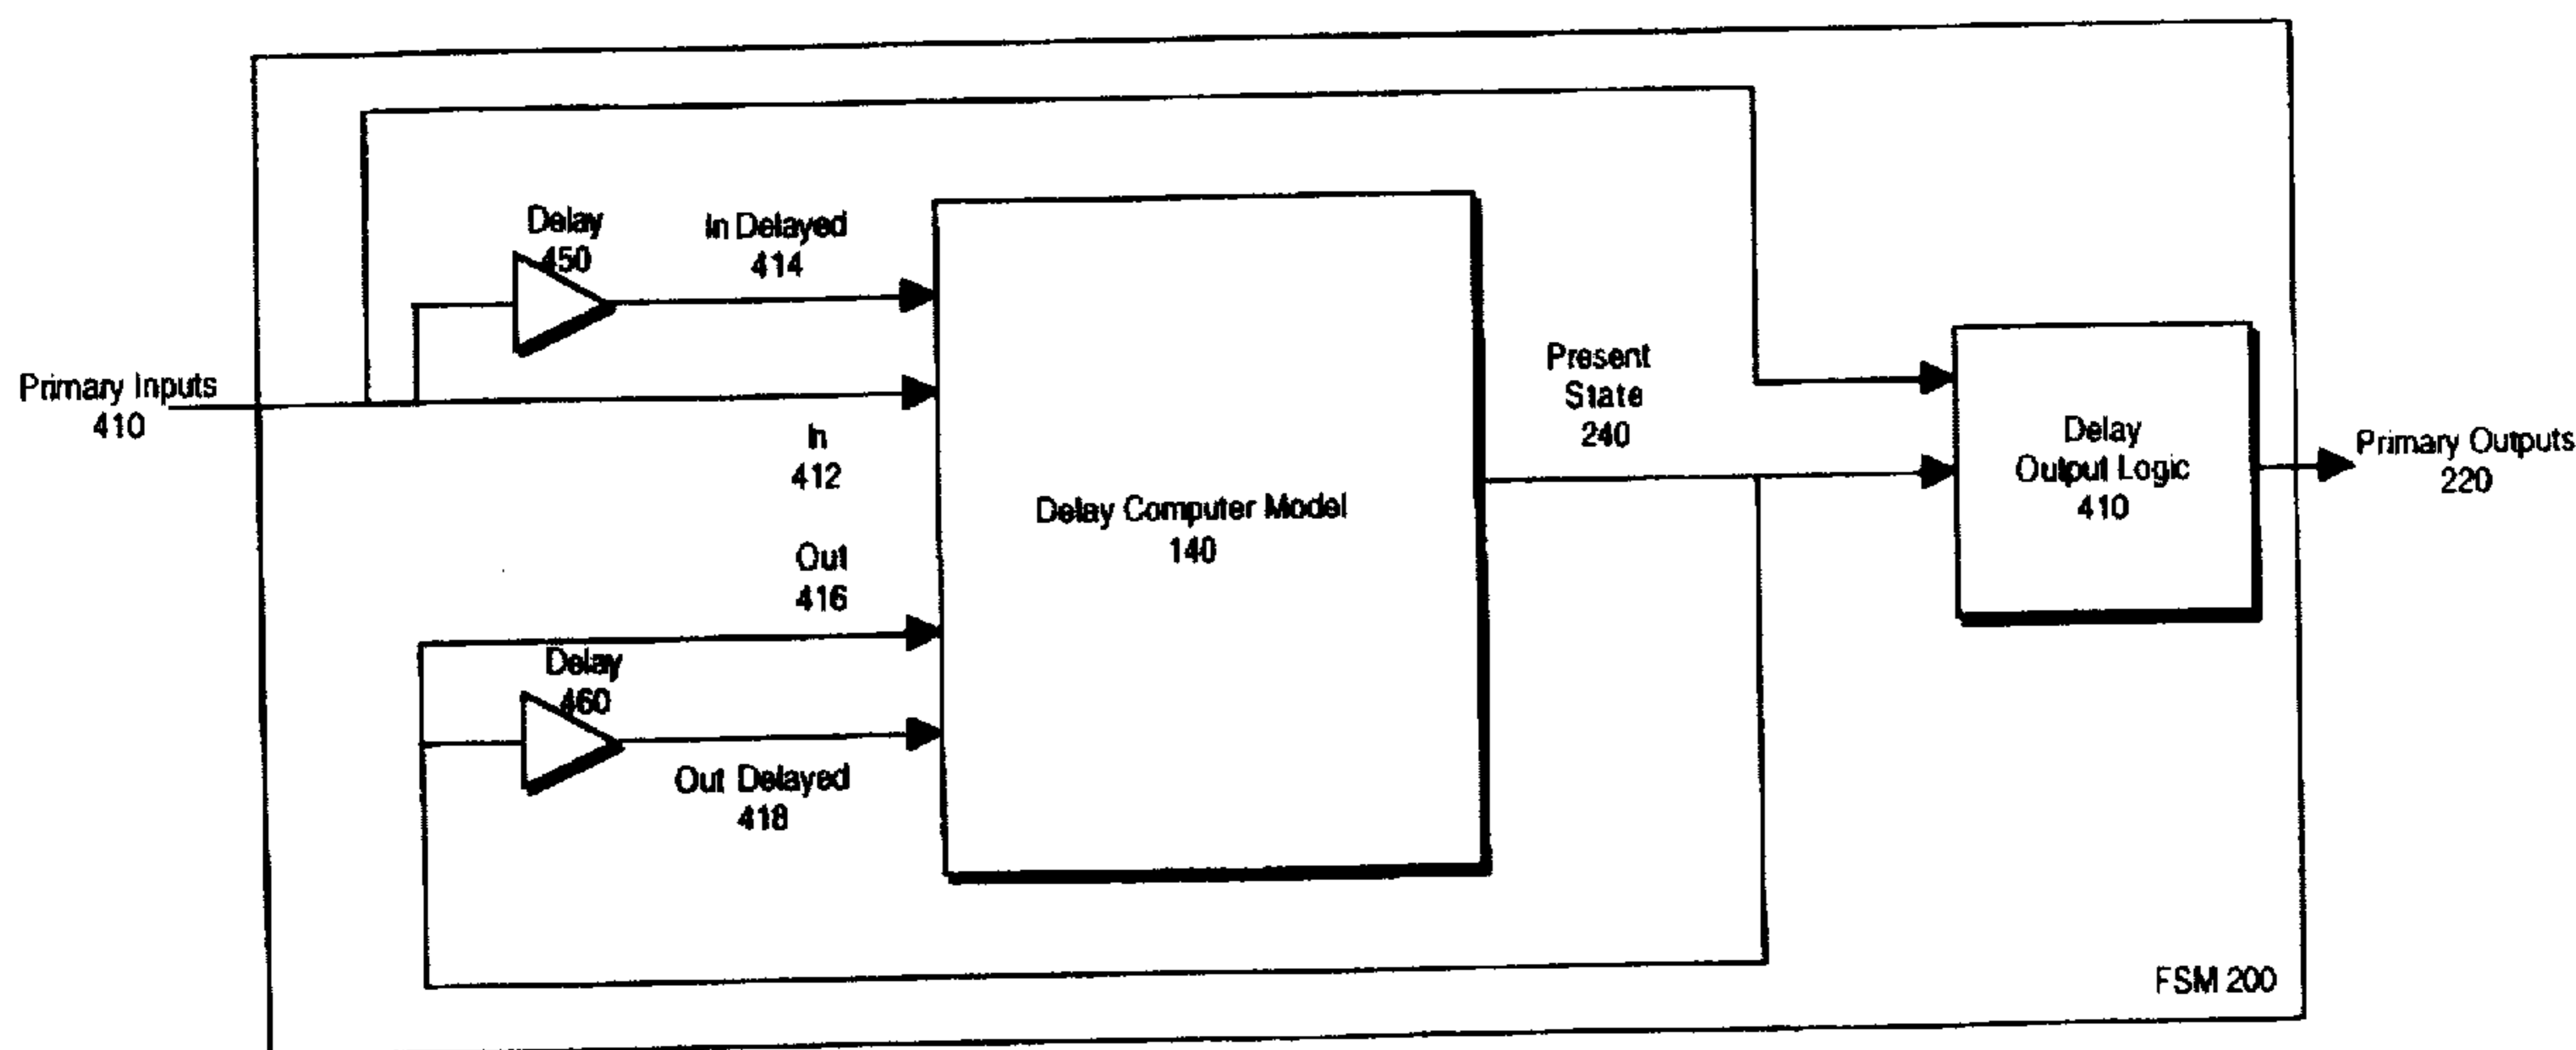 Delay
450
In Delayed
414
Primary Inputs
410
In
412
Out
416
Delay
460
Out Delayed
418
Delay Computer Model
140
Present
State
240
Delay
Output Logic
410
Primary Outputs
220
FSM 200